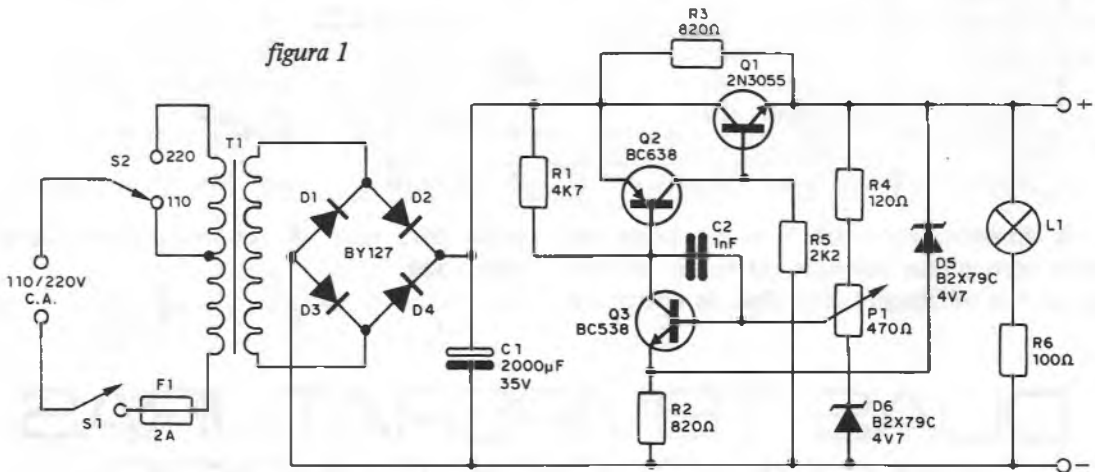 figura 1
R3
820Ω
Q1
2N3055
+
S2
220
110
T1
D1
D2
BY127
D3
D4
110/220V
C.A.
S1
F1
2A
C1
2000µF
35V
R1
4K7
Q2
BC638
C2
1nF
Q3
BC538
R2
820Ω
R5
2K2
R4
120Ω
P1
470Ω
D5
B2X79C
4V7
D6
B2X79C
4V7
L1
R6
100Ω
−